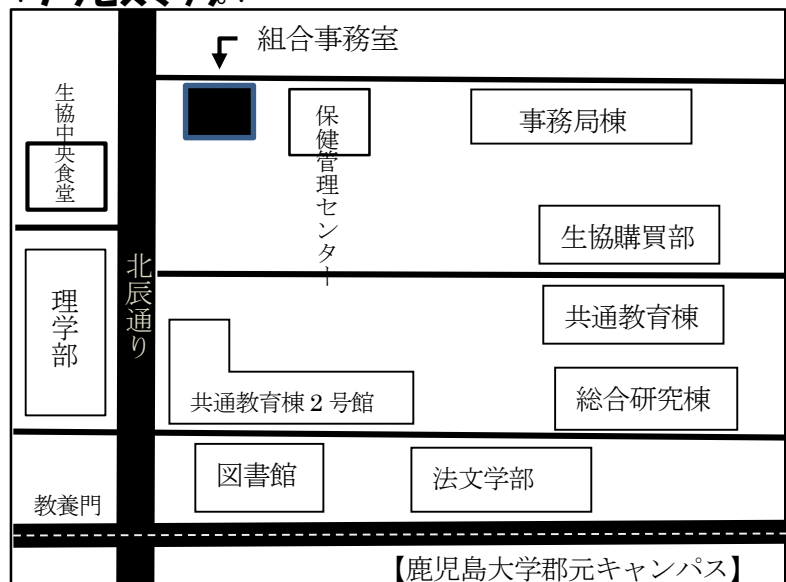 組合事務室
生協中央食堂
保健管理センター
事務局棟
生協購買部
北辰通り
理学部
共通教育棟
共通教育棟２号館
総合研究棟
図書館
法文学部
教養門
【鹿児島大学郡元キャンパス】